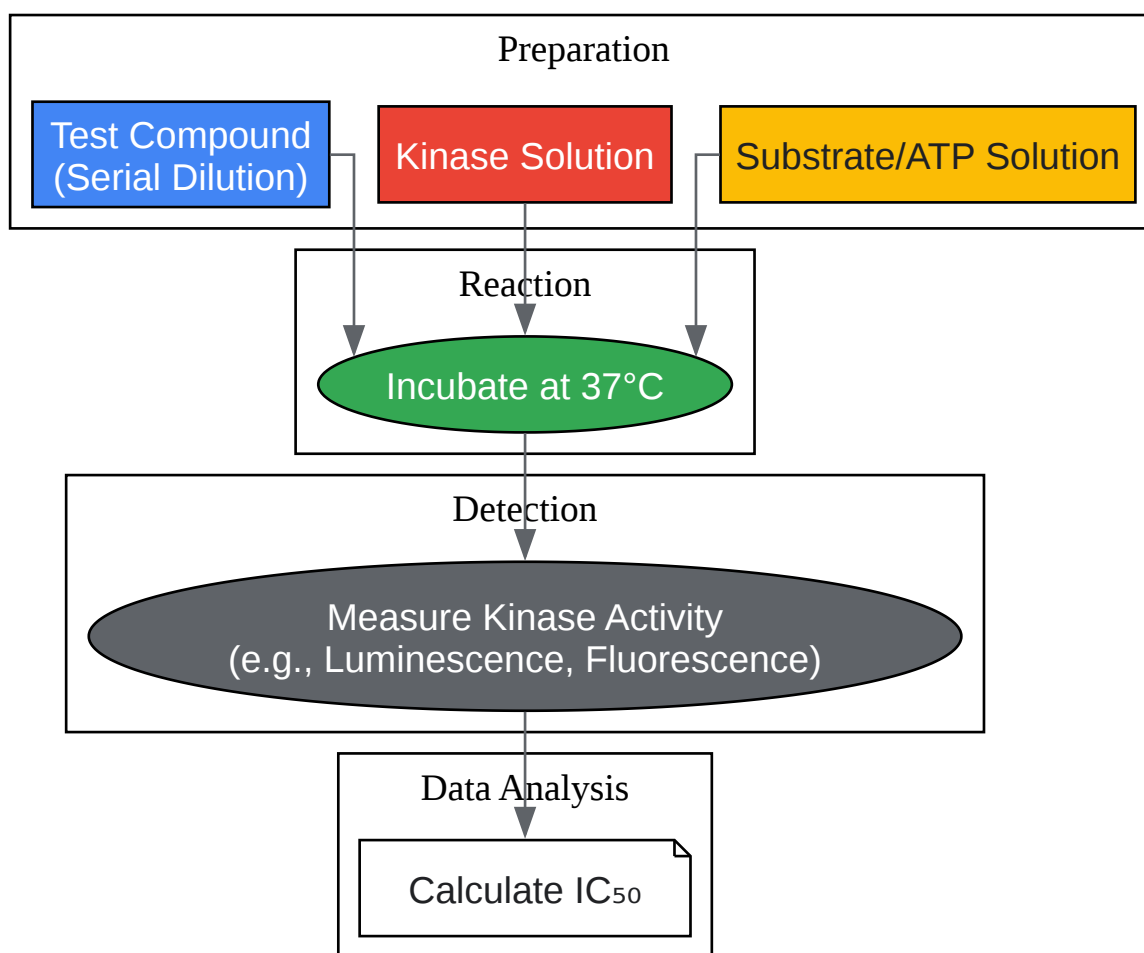 Preparation
Test Compound
(Serial Dilution)
Kinase Solution
Substrate/ATP Solution
Reaction
Incubate at 37°C
Detection
Measure Kinase Activity
(e.g., Luminescence, Fluorescence)
Data Analysis
Calculate IC₅₀